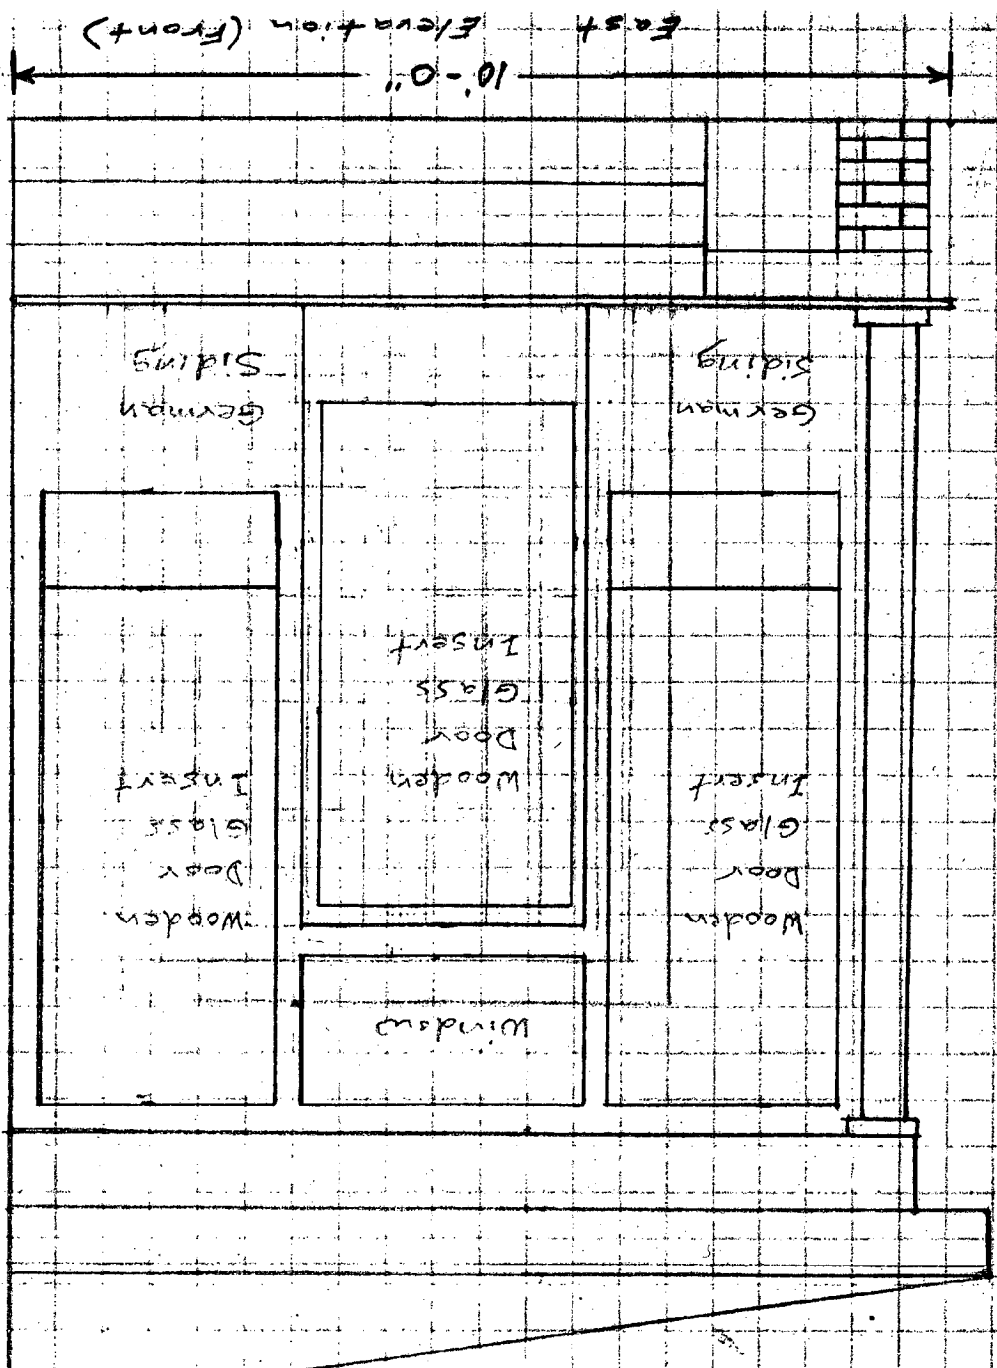 Window
Wooden
Door
Glass
Insert
Wooden
Door
Glass
Insert
Wooden
Door
Glass
Insert
German
Siding
German
Siding
10'-0"
East Elevation (Front)